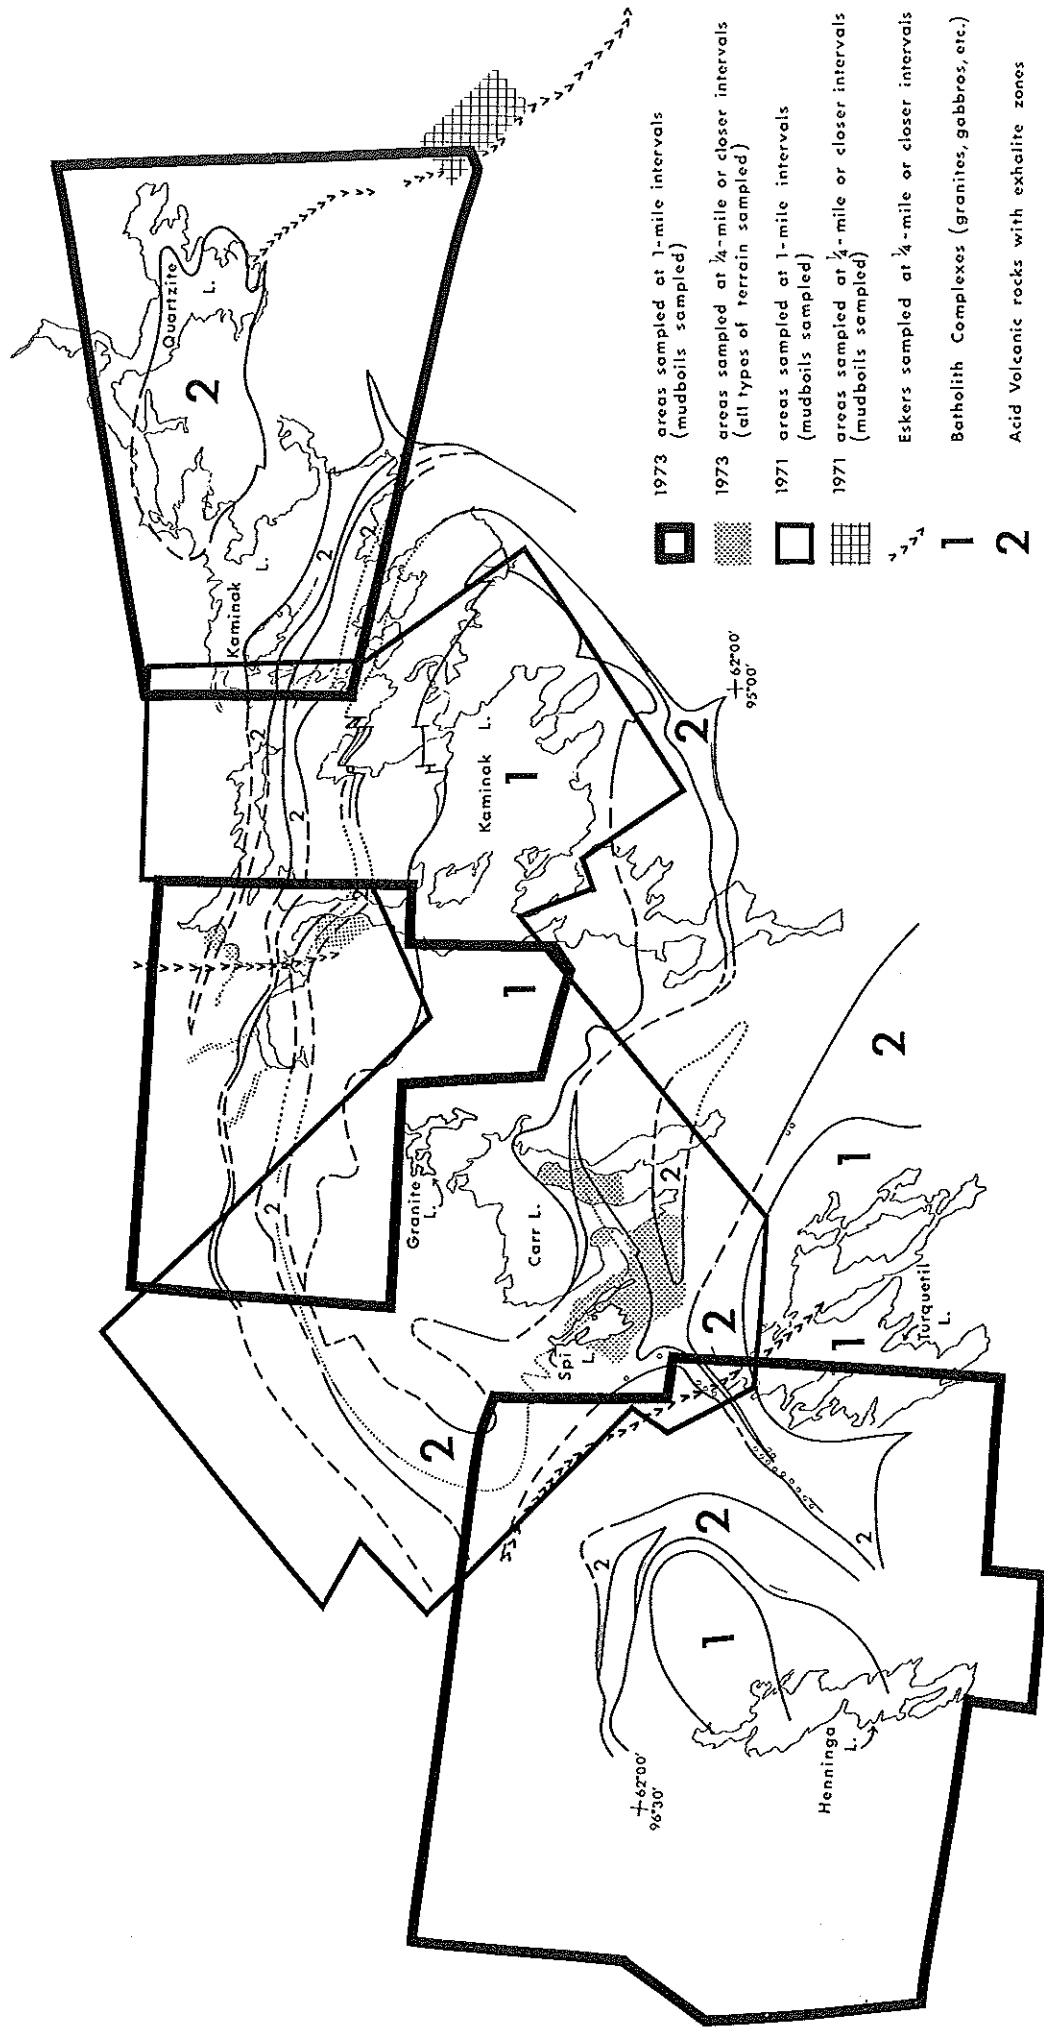 Quartzite
L.
2
Kaminak
L.
2
2
2
2
2
2
Kaminak
L.
1
2
+ 62°00'
95°00'
1
2
Granite
L.
Carr L.
2
2
Spi
L.
2
1
1
Turquetil
L.
2
2
2
2
1
+ 62°00'
96°30'
Henninga
L.
H
1973 areas sampled at 1-mile intervals
(mudboils sampled)
1973 areas sampled at ¼-mile or closer intervals
(all types of terrain sampled)
1971 areas sampled at 1-mile intervals
(mudboils sampled)
1971 areas sampled at ¼-mile or closer intervals
(mudboils sampled)
Eskers sampled at ¼-mile or closer intervals
1 Batholith Complexes (granites, gabbros, etc.)
2 Acid Volcanic rocks with exhalite zones